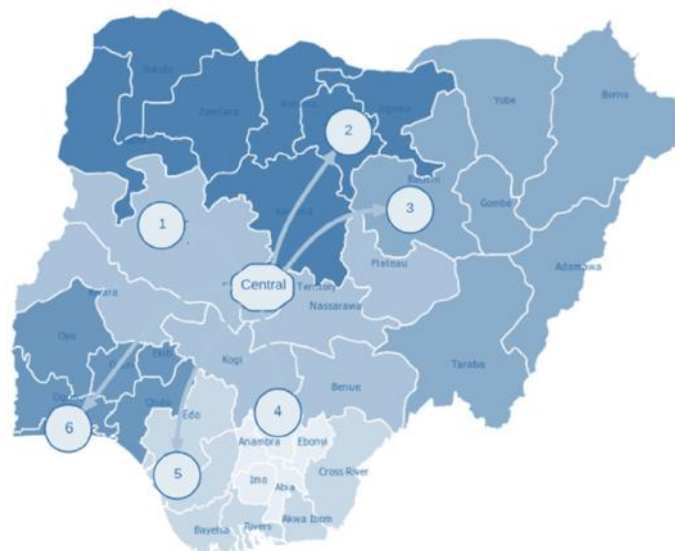 Sokoto
Zamfara
Katsina
Jigawa
Yobe
Borno
2
Bauchi
3
Gombe
1
Kaduna
Plateau
Adamawa
Central
Territory
Kwara
Nassarawa
Oyo
Osun
Ekiti
Kogi
Benue
Taraba
Ogun
Ondo
Edo
4
6
Anambra
Ebonyi
5
Imo
Abia
Cross River
Bayelsa
Rivers
Akwa Ibom